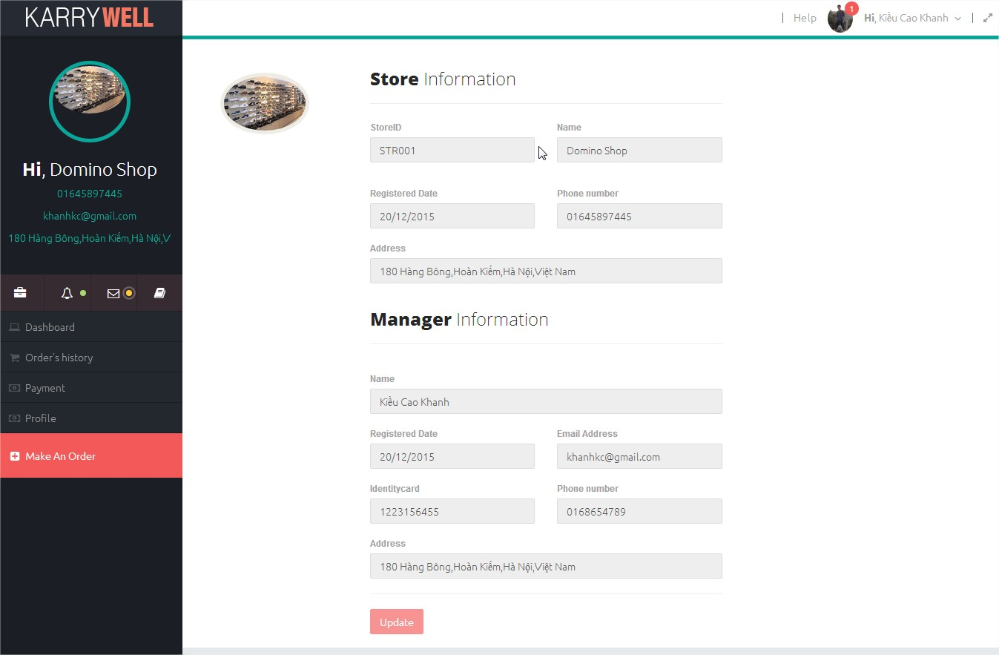 KARRYWELL
Help
1
Hi, Kiều Cao Khanh
Hi, Domino Shop
01645897445
khanhkc@gmail.com
180 Hàng Bông,Hoàn Kiếm,Hà Nội,V
Dashboard
Order's history
Payment
Profile
Make An Order
Store Information
StoreID
Name
STR001
Domino Shop
Registered Date
Phone number
20/12/2015
01645897445
Address
180 Hàng Bông,Hoàn Kiếm,Hà Nội,Việt Nam
Manager Information
Name
Kiều Cao Khanh
Registered Date
Email Address
20/12/2015
khanhkc@gmail.com
Identitycard
Phone number
1223156455
0168654789
Address
180 Hàng Bông,Hoàn Kiếm,Hà Nội,Việt Nam
Update